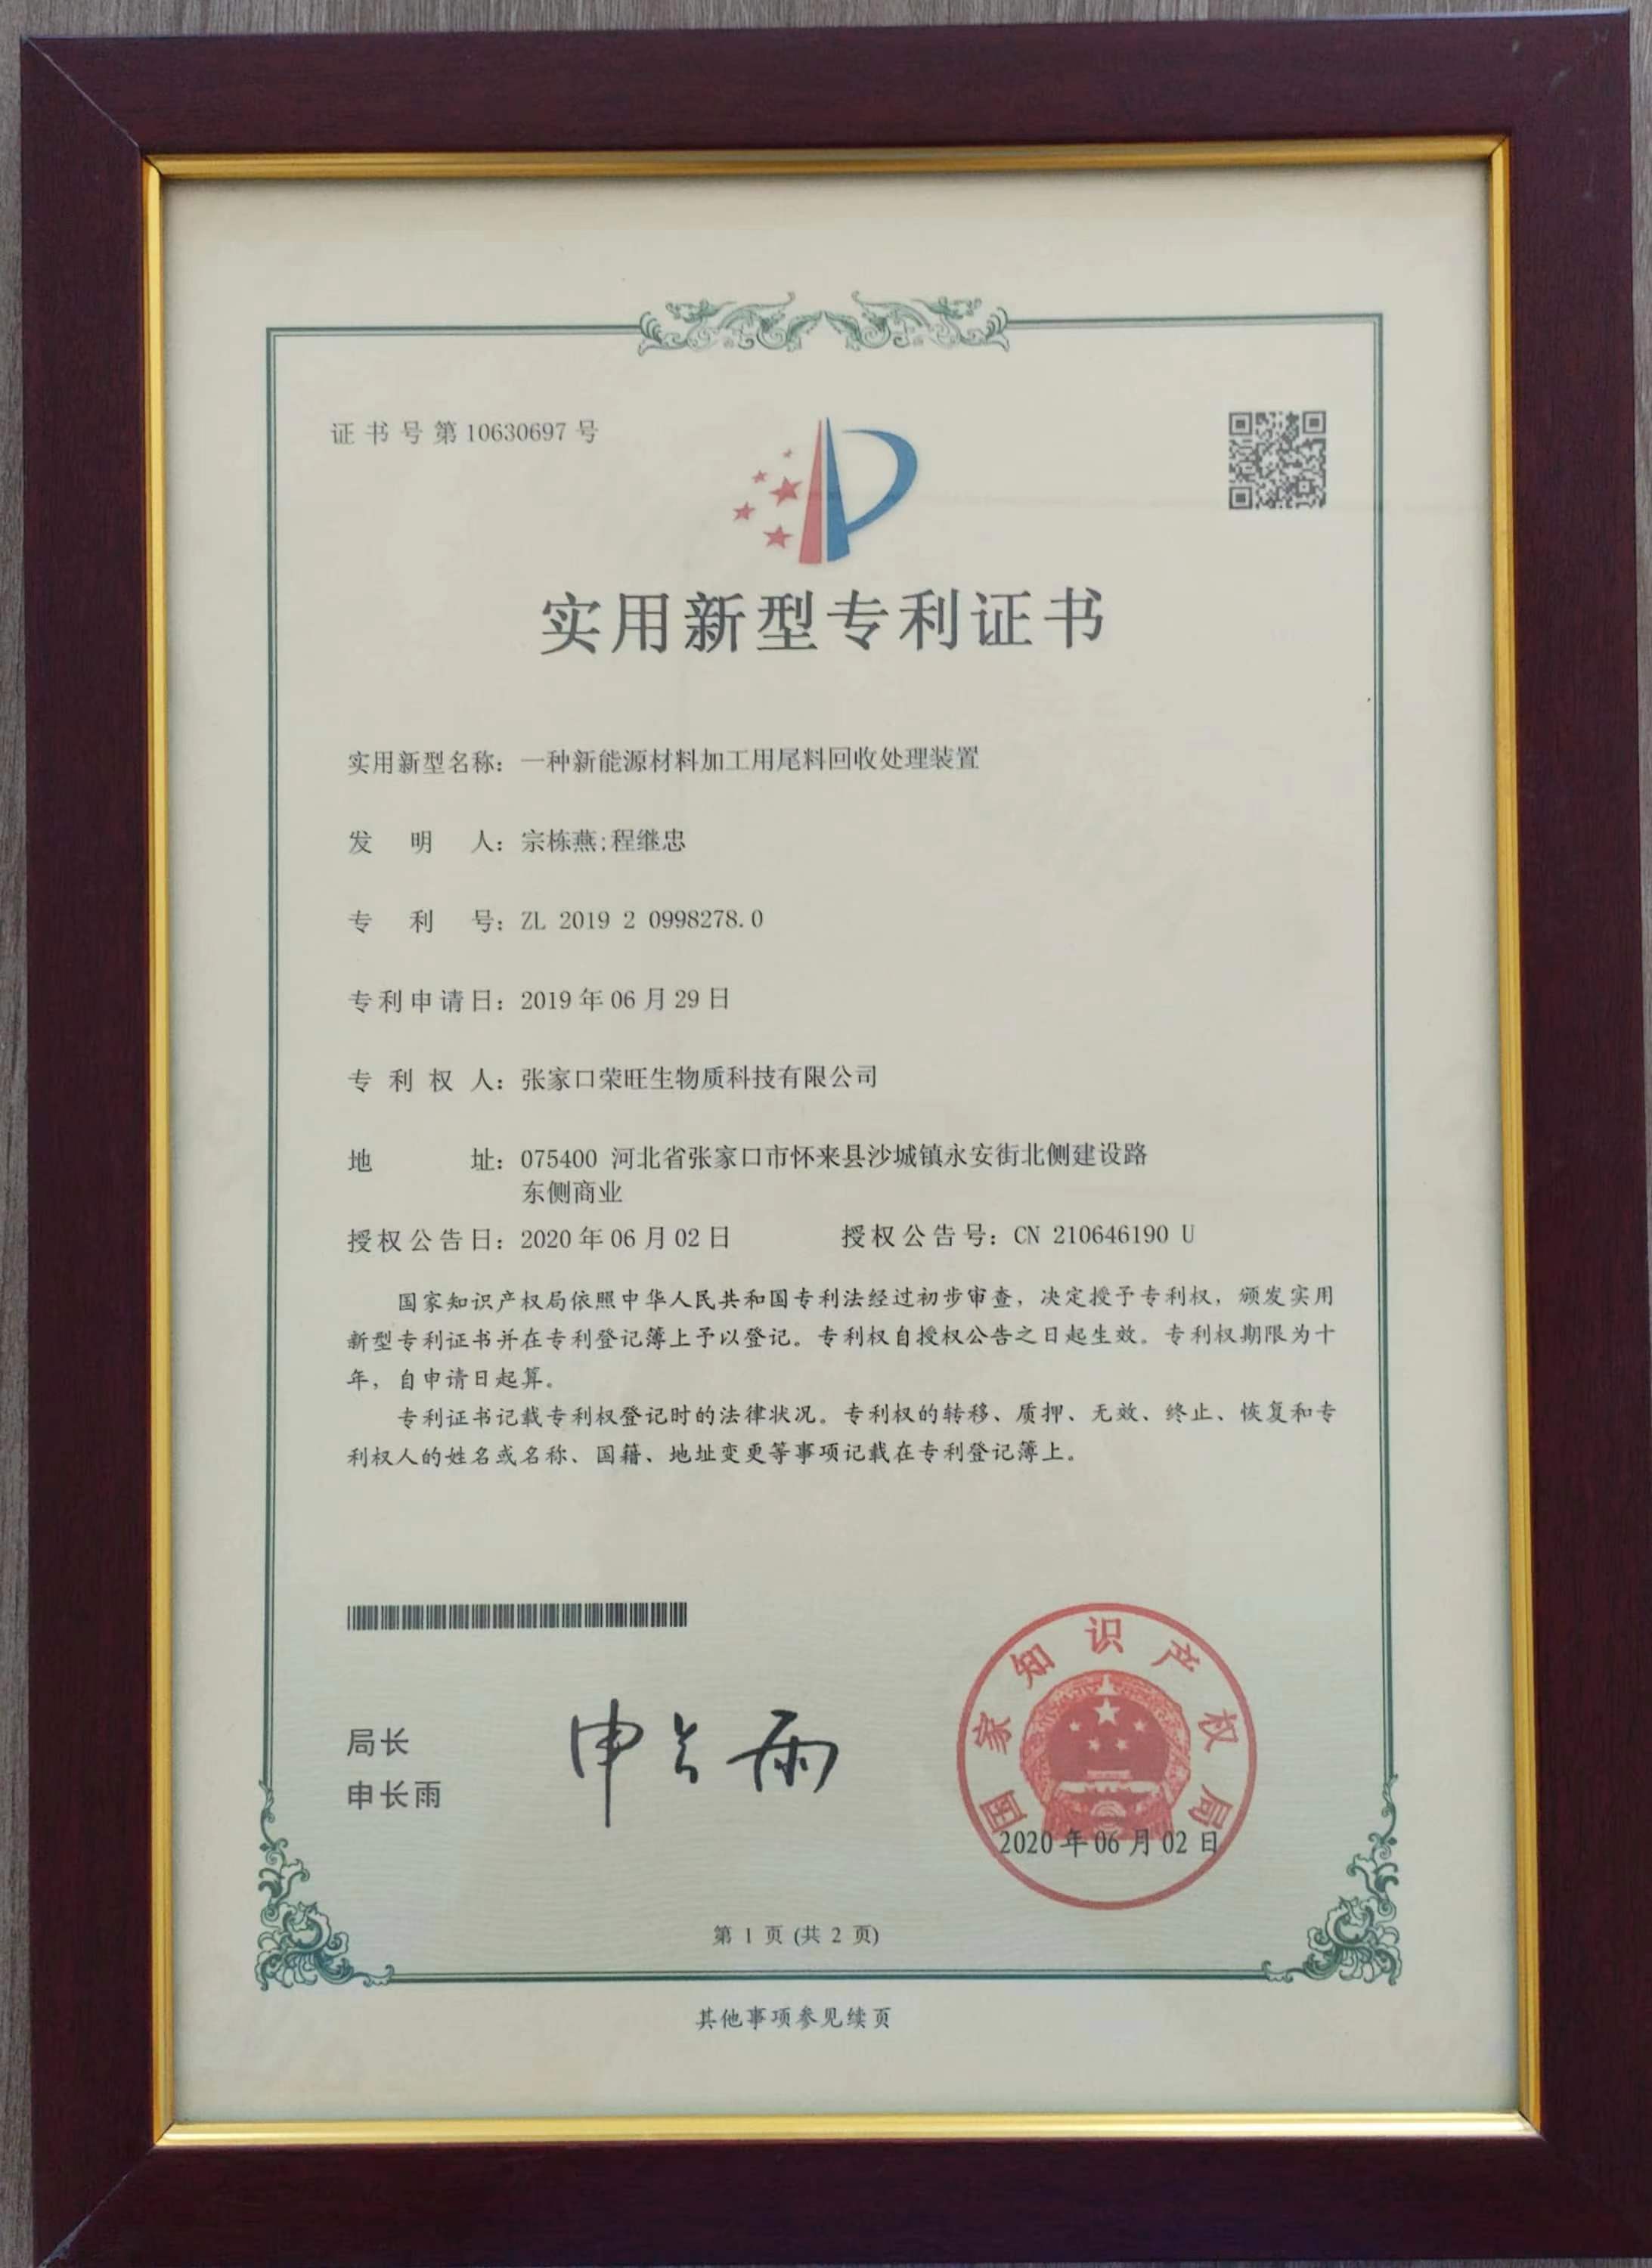 证书号第10630697号
实用新型专利证书
实用新型名称：一种新能源材料加工用尾料回收处理装置
发明人：宗栋燕;程继忠
专利号：ZL 2019 2 0998278.0
专利申请日：2019年06月29日
专利权人：张家口荣旺生物质科技有限公司
地址：075400 河北省张家口市怀来县沙城镇永安街北侧建设路
东侧商业
授权公告日：2020年06月02日 授权公告号：CN 210646190 U
国家知识产权局依照中华人民共和国专利法经过初步审查，决定授予专利权，颁发实用
新型专利证书并在专利登记簿上予以登记。专利权自授权公告之日起生效。专利权期限为十
年，自申请日起算。
专利证书记载专利权登记时的法律状况。专利权的转移、质押、无效、终止、恢复和专
利权人的姓名或名称、国籍、地址变更等事项记载在专利登记簿上。
局长
申长雨
申长雨
国家知识产权局
2020年06月02日
第 1 页 (共 2 页)
其他事项参见续页